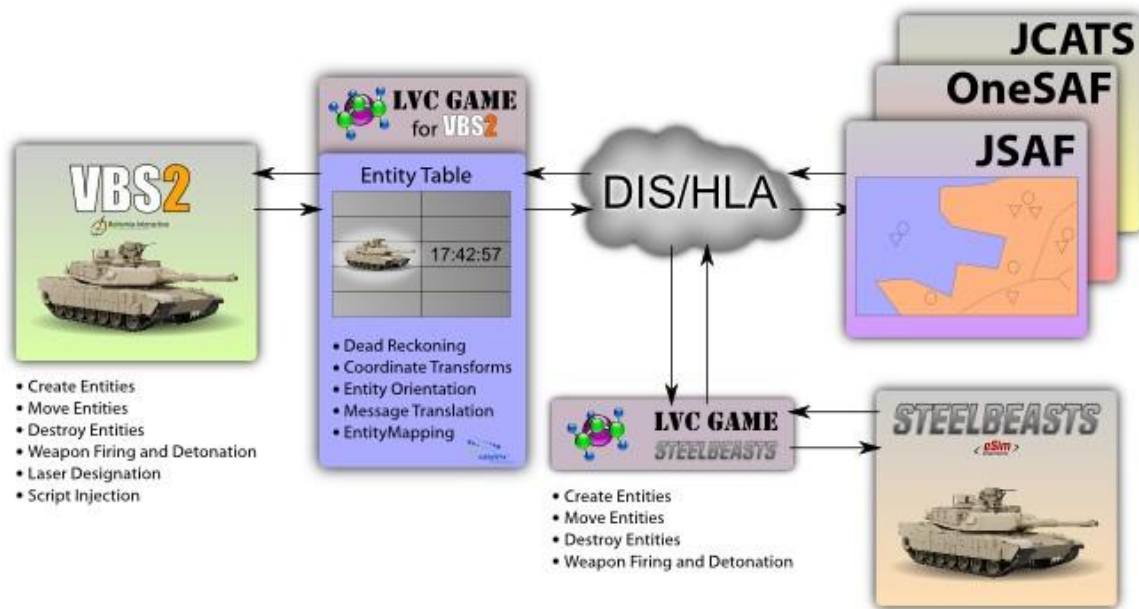 JCATS
OneSAF
JSAF
LVC GAME
for VBS2
VBS2
Bohemia Interactive
Entity Table
17:42:57
• Dead Reckoning
• Coordinate Transforms
• Entity Orientation
• Message Translation
• EntityMapping
DIS/HLA
• Create Entities
• Move Entities
• Destroy Entities
• Weapon Firing and Detonation
• Laser Designation
• Script Injection
LVC GAME
STEELBEASTS
• Create Entities
• Move Entities
• Destroy Entities
• Weapon Firing and Detonation
STEELBEASTS
eSim